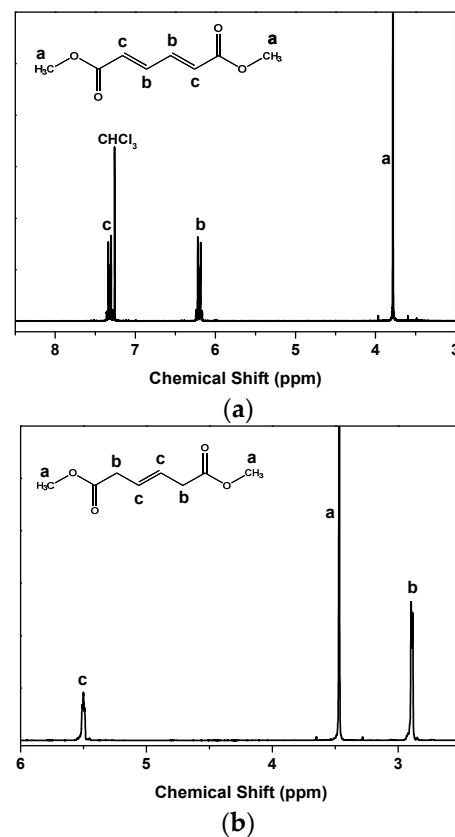 c b O a
a O O CH₃
H₃C b c
O
CHCl₃
a
c b
8 7 6 5 4 3
Chemical Shift (ppm)
(a)
O
a b c a
H₃C O O CH₃
c b
O
a
b
c
6 5 4 3
Chemical Shift (ppm)
(b)